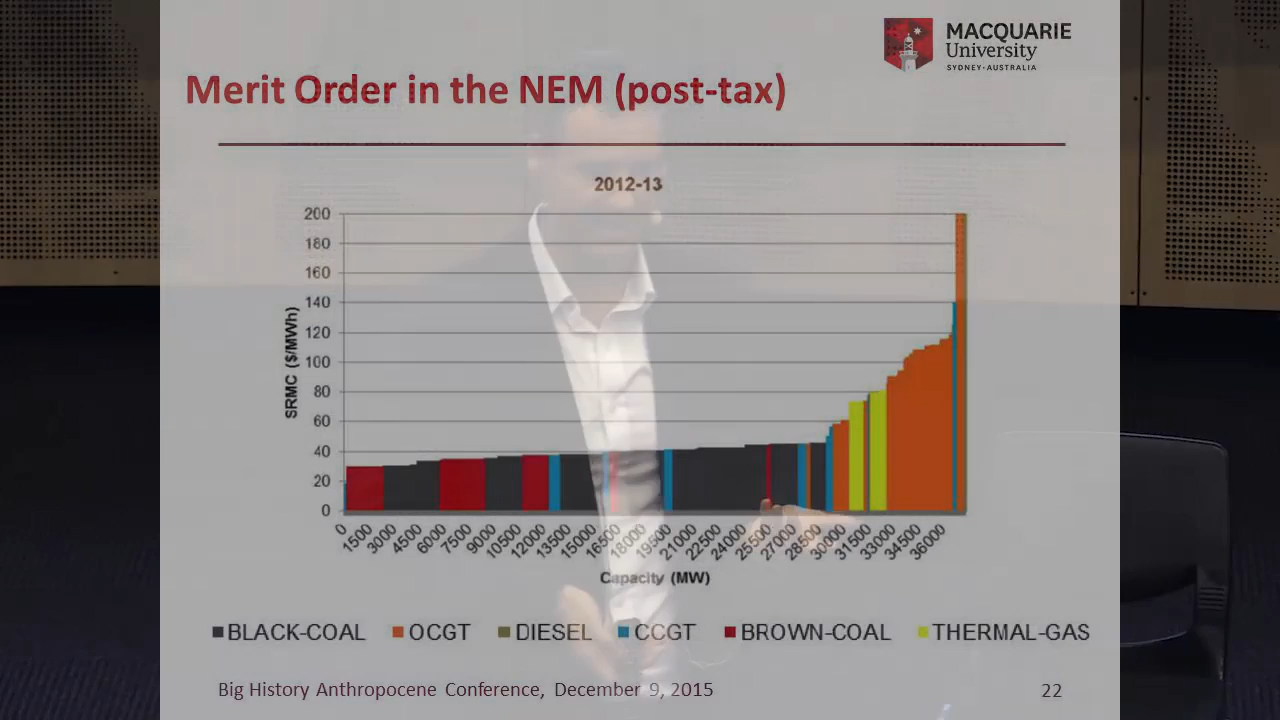 MACQUARIE
University
SYDNEY·AUSTRALIA
Merit Order in the NEM (post-tax)
2012-13
200
180
160
140
120
100
80
60
40
20
0
SRMC ($/MWh)
0 1500 3000 4500 6000 7500 9000 10500 12000 13500 15000 16500 18000 19500 21000 22500 24000 25500 27000 28500 30000 31500 33000 34500 36000
Capacity (MW)
BLACK-COAL OCGT DIESEL CCGT BROWN-COAL THERMAL-GAS
Big History Anthropocene Conference, December 9, 2015 22